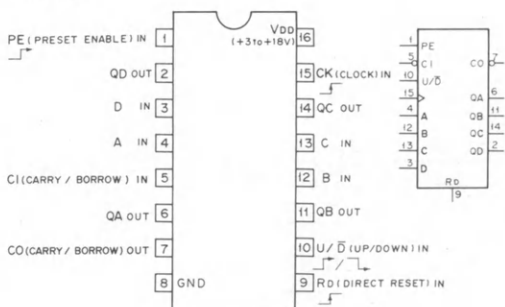 PE (PRESET ENABLE) IN 1
QD OUT 2
D IN 3
A IN 4
CI (CARRY / BORROW) IN 5
QA OUT 6
CO (CARRY / BORROW) OUT 7
8 GND
VDD 16
(+3 to +18V)
15 CK (CLOCK) IN
14 QC OUT
13 C IN
12 B IN
11 QB OUT
10 U/D̅ (UP/DOWN) IN
/
9 RD (DIRECT RESET) IN
1 PE
5 CI CO 7
10 U/D̅
15 QA 6
4 A QB 11
12 B QC 14
13 C QD 2
3 D
RD
9